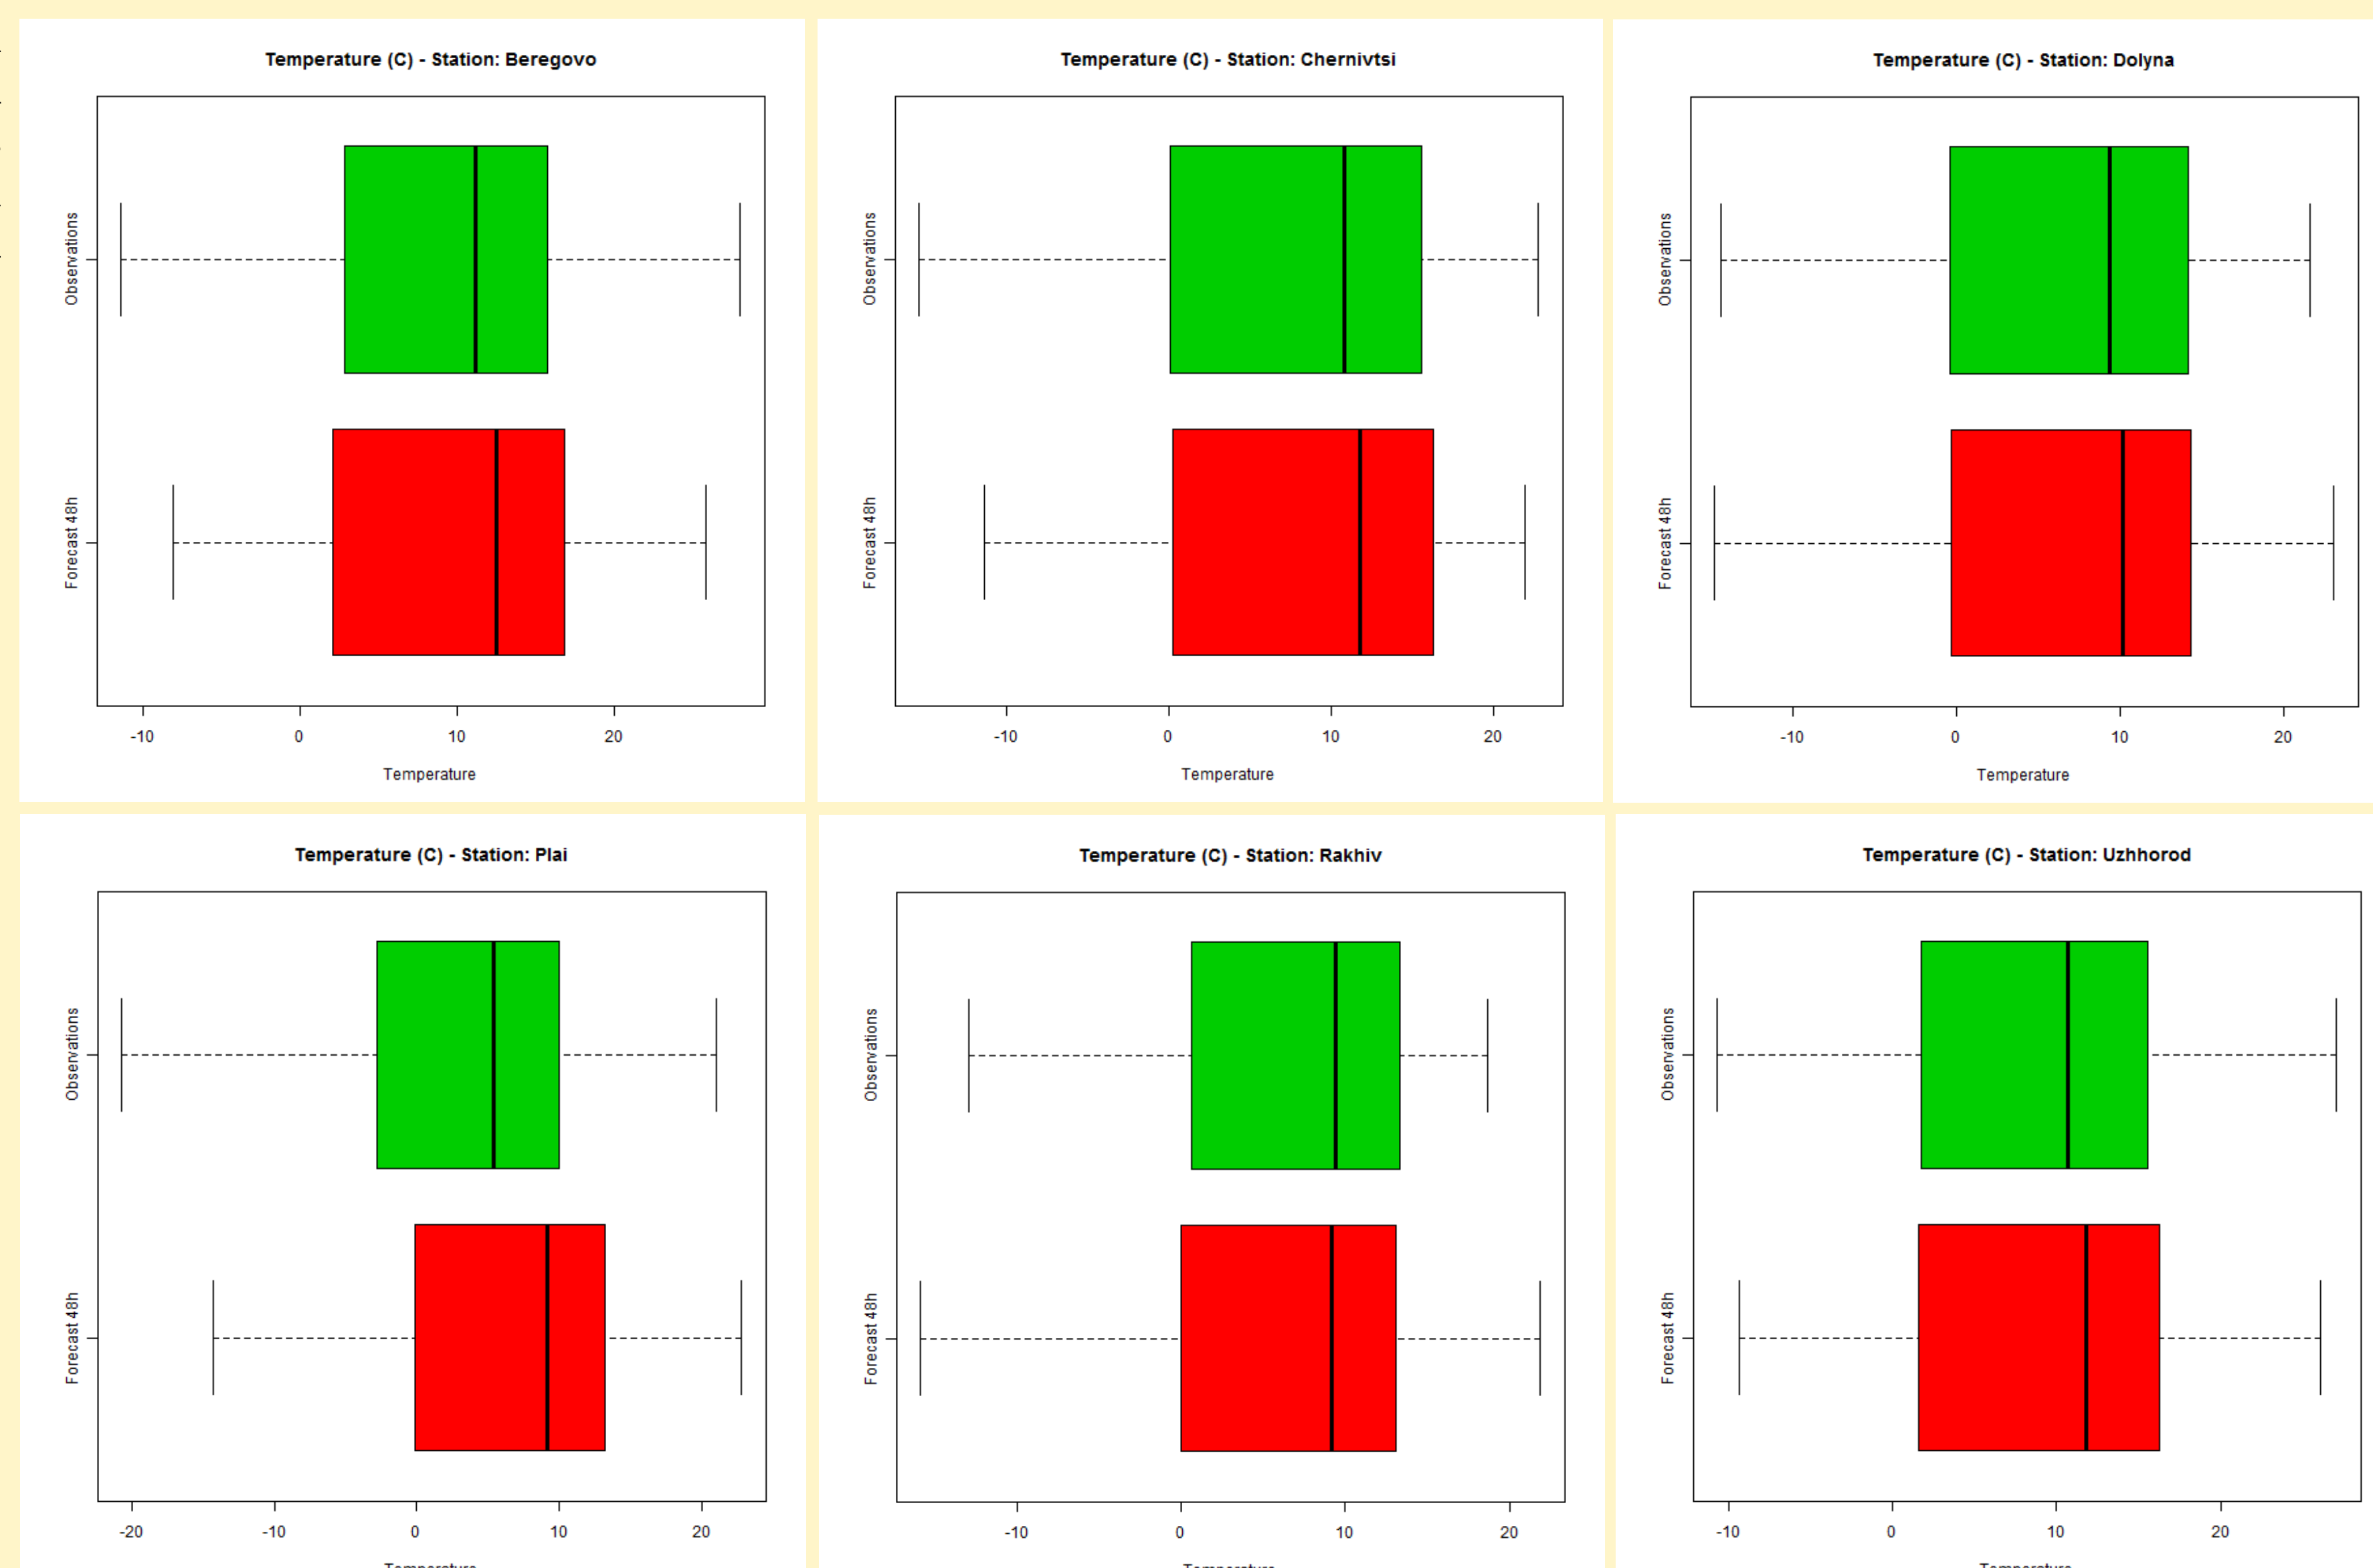 Temperature (C) - Station: Beregovo
Observations
Forecast 48h
-10 0 10 20
Temperature
Temperature (C) - Station: Chernivtsi
Observations
Forecast 48h
-10 0 10 20
Temperature
Temperature (C) - Station: Dolyna
Observations
Forecast 48h
-10 0 10 20
Temperature
Temperature (C) - Station: Plai
Observations
Forecast 48h
-20 -10 0 10 20
Temperature
Temperature (C) - Station: Rakhiv
Observations
Forecast 48h
-10 0 10 20
Temperature
Temperature (C) - Station: Uzhhorod
Observations
Forecast 48h
-10 0 10 20
Temperature